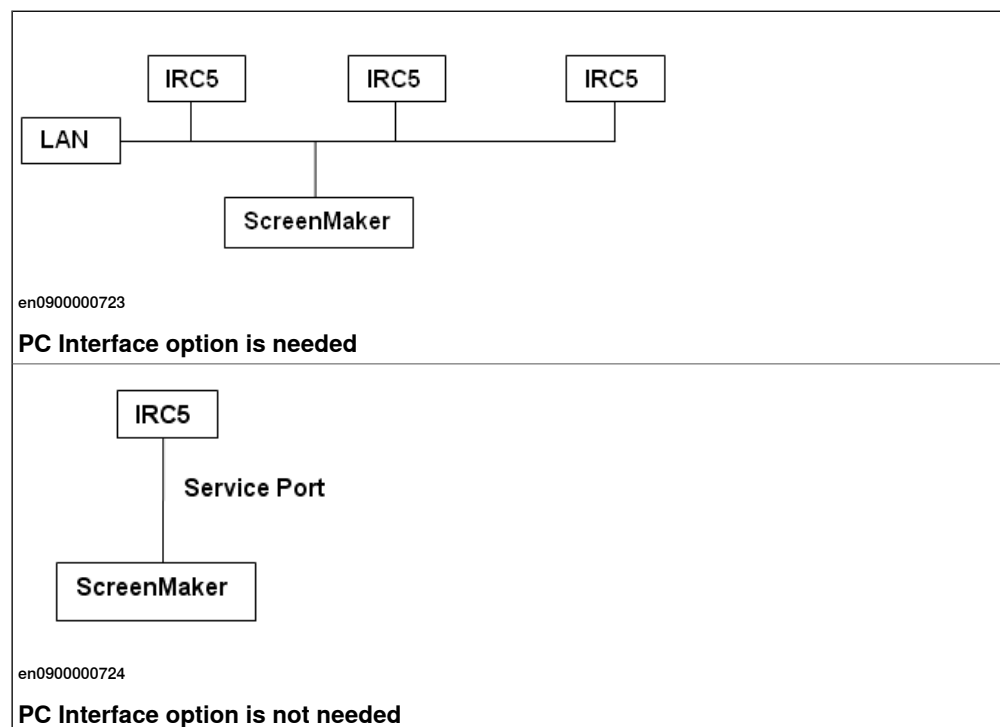 IRC5 IRC5 IRC5
LAN
ScreenMaker
en0900000723
PC Interface option is needed
IRC5
Service Port
ScreenMaker
en0900000724
PC Interface option is not needed